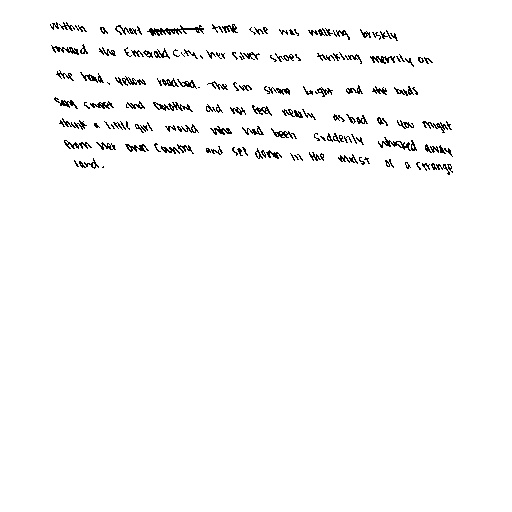 within a short amount of time she was walking briskly
toward the Emerald City, her silver shoes tinkling merrily on
the hard, yellow roadbed. The sun shone bright and the birds
sang sweet and Dorothy did not feel nearly as bad as you might
think a little girl would who had been suddenly whisked away
from her own country and set down in the midst of a strange
land.